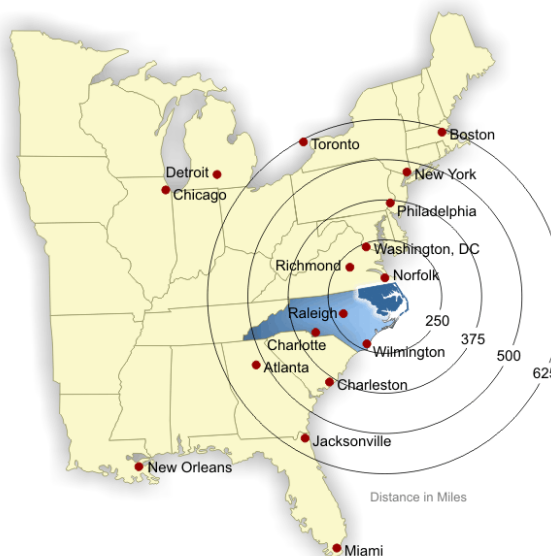 Boston
Toronto
Detroit
New York
Chicago
Philadelphia
Washington, DC
Richmond
Norfolk
Raleigh
250
Charlotte
375
Wilmington
500
Atlanta
625
Charleston
Jacksonville
New Orleans
Distance in Miles
Miami